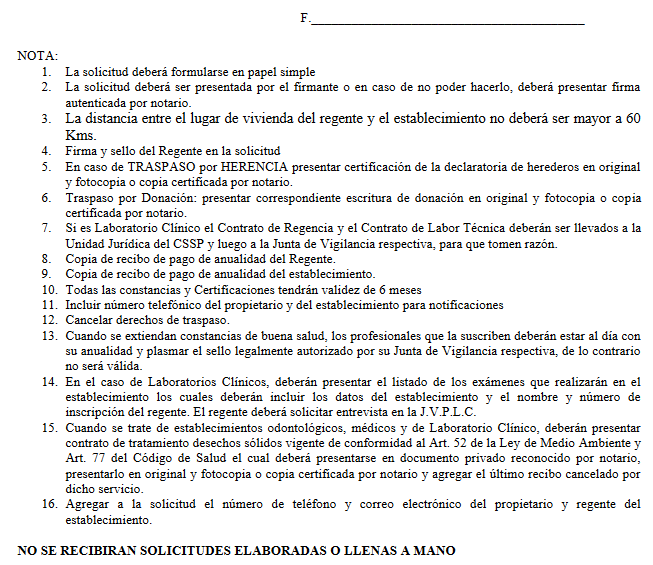 F.___________________________________________
NOTA:
1. La solicitud deberá formularse en papel simple
2. La solicitud deberá ser presentada por el firmante o en caso de no poder hacerlo, deberá presentar firma
autenticada por notario.
3. La distancia entre el lugar de vivienda del regente y el establecimiento no deberá ser mayor a 60
Kms.
4. Firma y sello del Regente en la solicitud
5. En caso de TRASPASO por HERENCIA presentar certificación de la declaratoria de herederos en original
y fotocopia o copia certificada por notario.
6. Traspaso por Donación: presentar correspondiente escritura de donación en original y fotocopia o copia
certificada por notario.
7. Si es Laboratorio Clínico el Contrato de Regencia y el Contrato de Labor Técnica deberán ser llevados a la
Unidad Jurídica del CSSP y luego a la Junta de Vigilancia respectiva, para que tomen razón.
8. Copia de recibo de pago de anualidad del Regente.
9. Copia de recibo de pago de anualidad del establecimiento.
10. Todas las constancias y Certificaciones tendrán validez de 6 meses
11. Incluir número telefónico del propietario y del establecimiento para notificaciones
12. Cancelar derechos de traspaso.
13. Cuando se extiendan constancias de buena salud, los profesionales que la suscriben deberán estar al día con
su anualidad y plasmar el sello legalmente autorizado por su Junta de Vigilancia respectiva, de lo contrario
no será válida.
14. En el caso de Laboratorios Clínicos, deberán presentar el listado de los exámenes que realizarán en el
establecimiento los cuales deberán incluir los datos del establecimiento y el nombre y número de
inscripción del regente. El regente deberá solicitar entrevista en la J.V.P.L.C.
15. Cuando se trate de establecimientos odontológicos, médicos y de Laboratorio Clínico, deberán presentar
contrato de tratamiento desechos sólidos vigente de conformidad al Art. 52 de la Ley de Medio Ambiente y
Art. 77 del Código de Salud el cual deberá presentarse en documento privado reconocido por notario,
presentarlo en original y fotocopia o copia certificada por notario y agregar el último recibo cancelado por
dicho servicio.
16. Agregar a la solicitud el número de teléfono y correo electrónico del propietario y regente del
establecimiento.
NO SE RECIBIRAN SOLICITUDES ELABORADAS O LLENAS A MANO